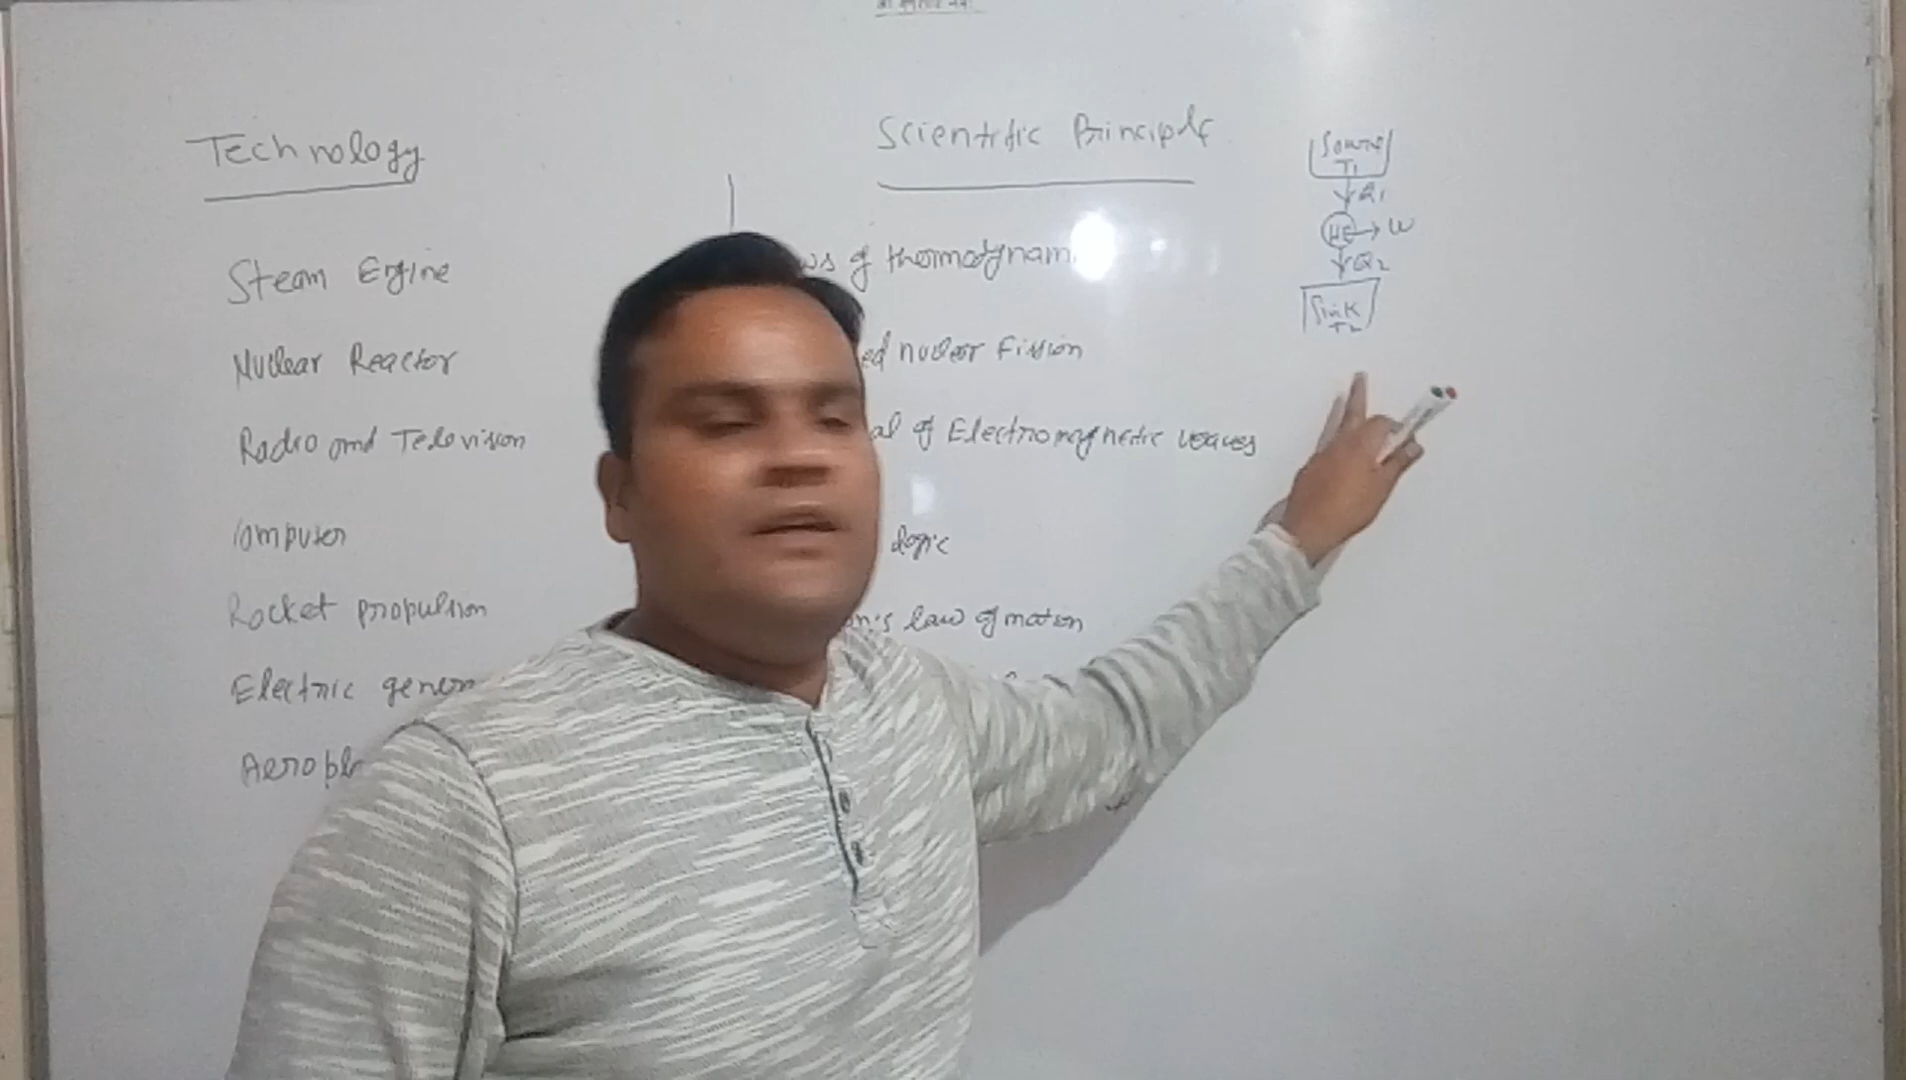 Technology
Scientific Principle
Steam Engine
ws of thermodynam
Nuclear Reactor
ed nuclear Fission
Radio and Television
al of Electromagnetic waves
Computer
logic
Rocket propulsion
n's law of motion
Electric gener
Aeropl
Source
T1
Q1
HE → W
Q2
Sink
T2